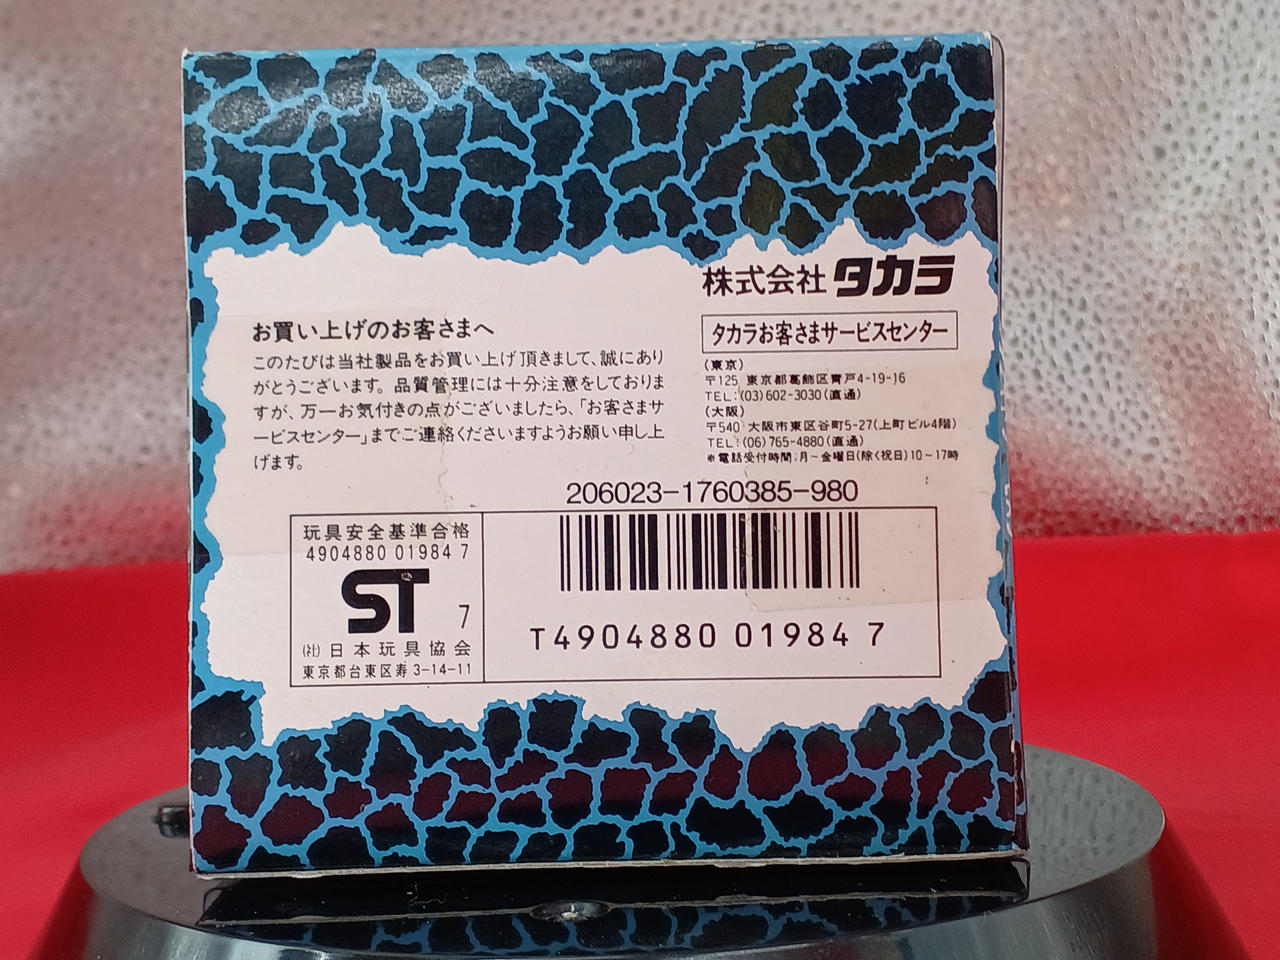 株式会社 タカラ
タカラお客さまサービスセンター
(東京)
〒125 東京都葛飾区青戸4-19-16
TEL:(03)602-3030(直通)
(大阪)
〒540 大阪市東区谷町5-27(上町ビル4階)
TEL:(06)765-4880(直通)
※電話受付時間:月〜金曜日(除く祝日)10-17時
お買い上げのお客さまへ
このたびは当社製品をお買い上げ頂きまして、誠にあり
がとうございます。品質管理には十分注意をしておりま
すが、万一お気付きの点がございましたら、「お客さまサ
ービスセンター」までご連絡くださいますようお願い申し上
げます。
206023-1760385-980
玩具安全基準合格
4904880 01984 7
ST 7
(社)日本玩具協会
東京都台東区寿3-14-11
T4904880 01984 7